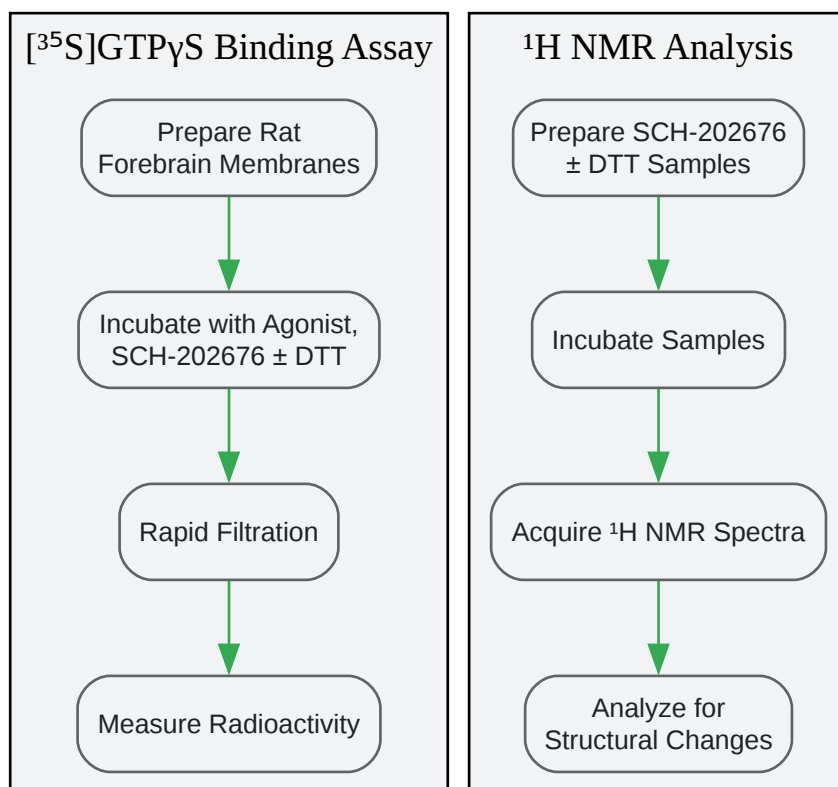 [³⁵S]GTPγS Binding Assay
Prepare Rat
Forebrain Membranes
Incubate with Agonist,
SCH-202676 ± DTT
Rapid Filtration
Measure Radioactivity
¹H NMR Analysis
Prepare SCH-202676
± DTT Samples
Incubate Samples
Acquire ¹H NMR Spectra
Analyze for
Structural Changes